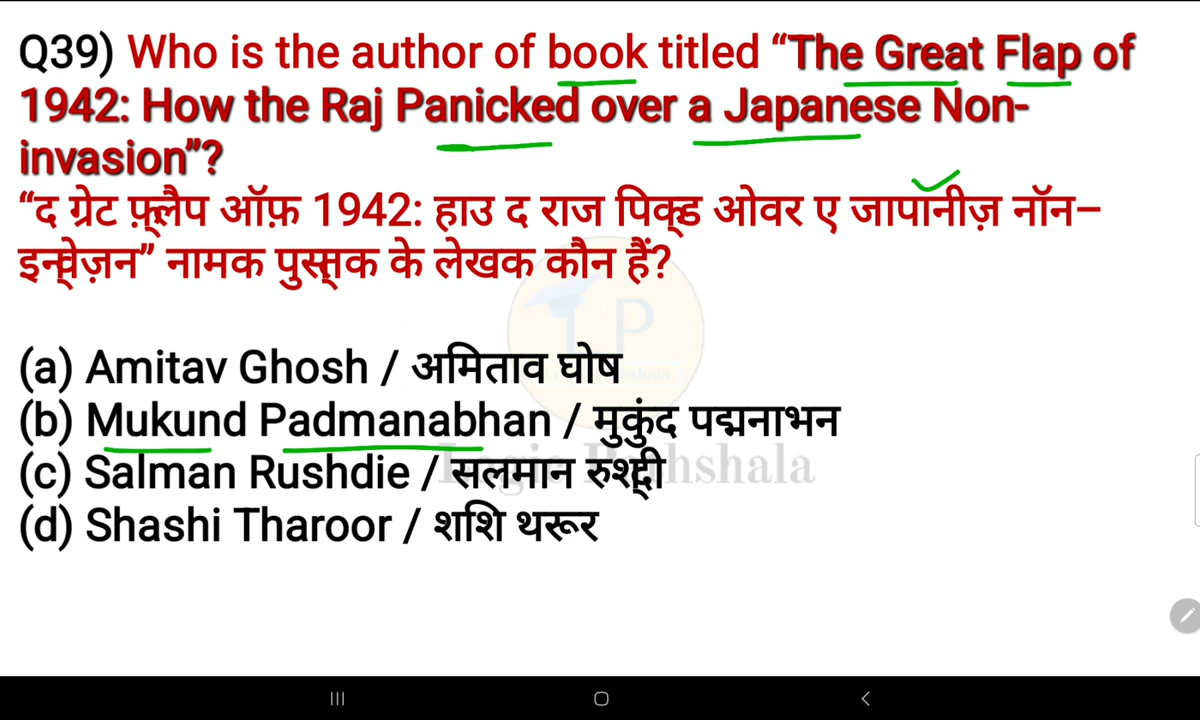 Q39) Who is the author of book titled “The Great Flap of
1942: How the Raj Panicked over a Japanese Non-
invasion”?
“द ग्रेट फ़्लैप ऑफ़ 1942: हाउ द राज पिक्ड ओवर ए जापानीज़ नॉन–
इन्वेज़न” नामक पुस्तक के लेखक कौन हैं?
(a) Amitav Ghosh / अमिताव घोष
(b) Mukund Padmanabhan / मुकुंद पद्मनाभन
(c) Salman Rushdie / सलमान रुश्द्दी
(d) Shashi Tharoor / शशि थरूर
Logic Pathshala